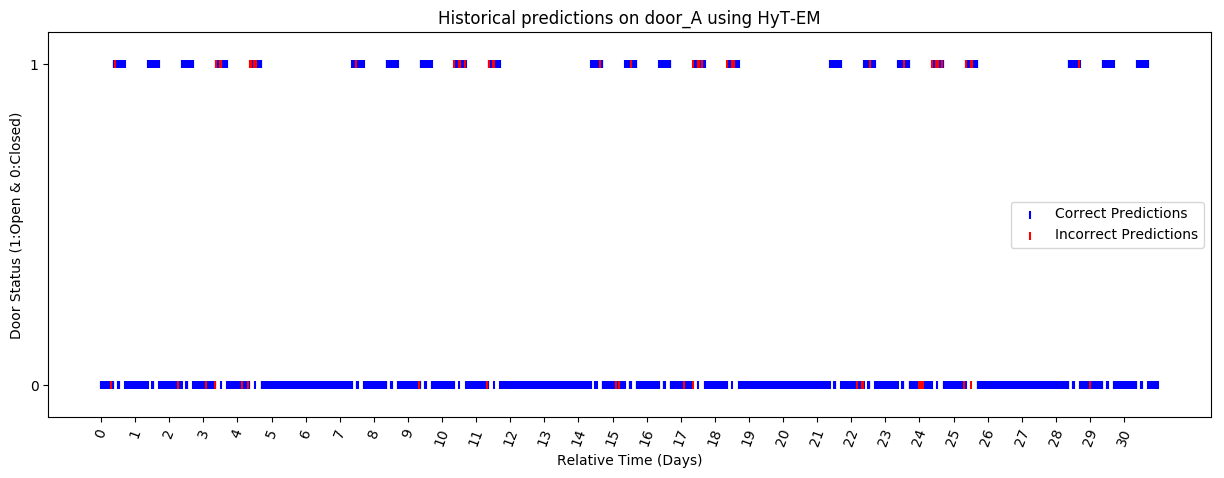 Historical predictions on door_A using HyT-EM
Door Status (1:Open & 0:Closed)
1
0
Correct Predictions
Incorrect Predictions
0 1 2 3 4 5 6 7 8 9 10 11 12 13 14 15 16 17 18 19 20 21 22 23 24 25 26 27 28 29 30
Relative Time (Days)